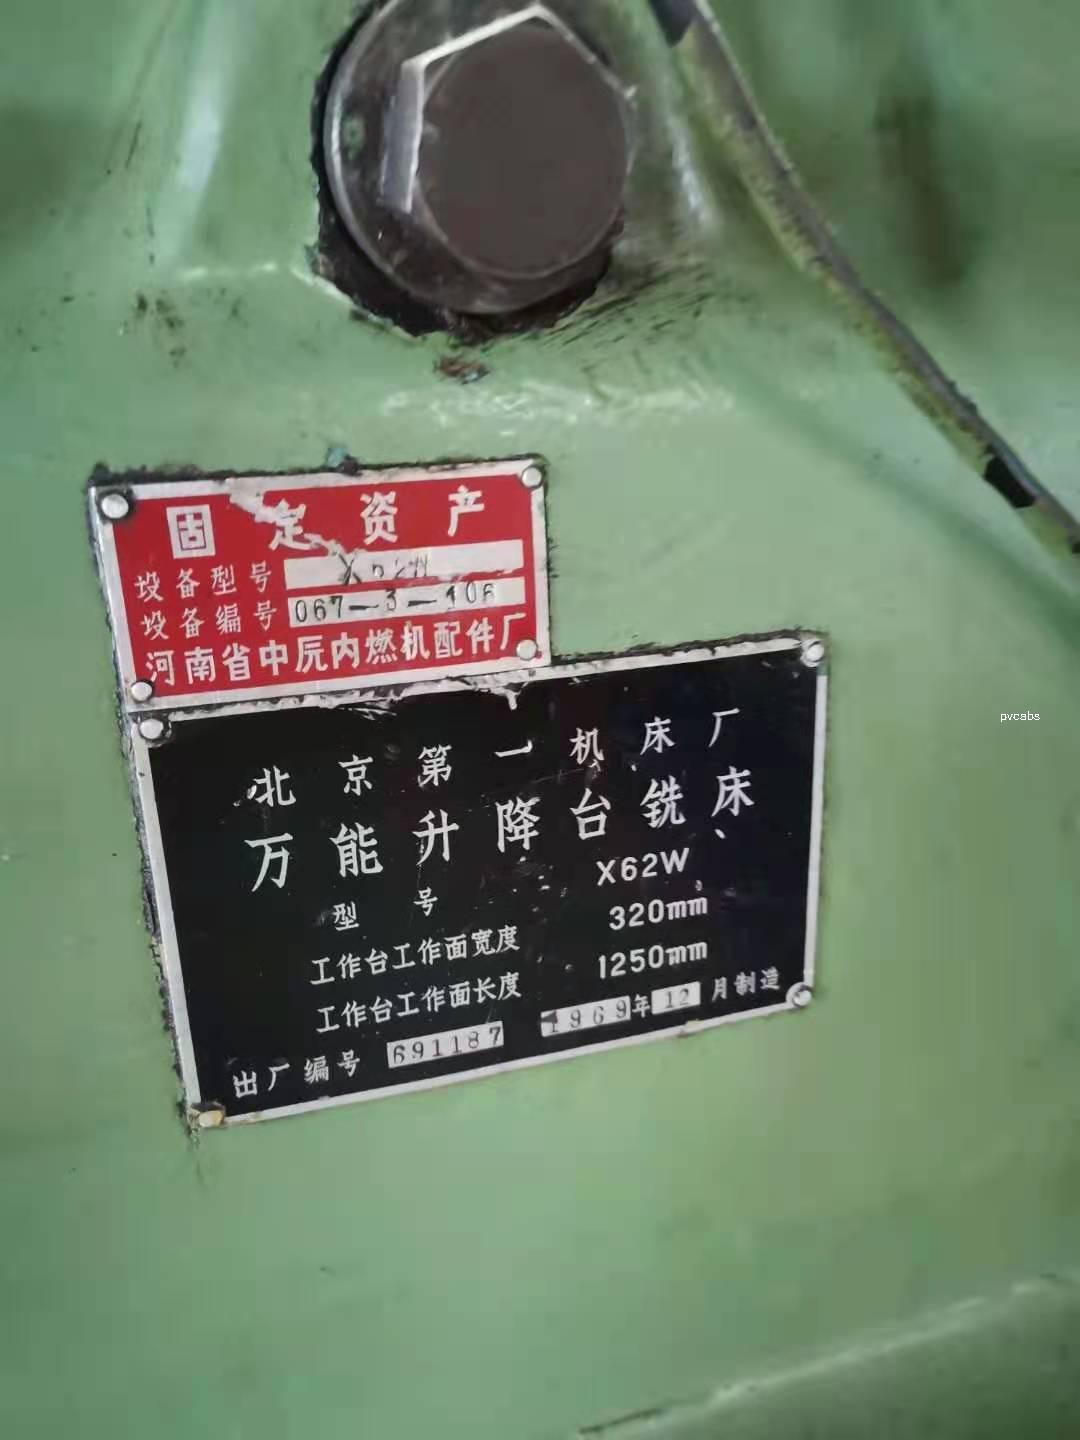 固定资产
设备型号 X62W
设备编号 067-3-106
河南省中原内燃机配件厂
北京第一机床厂
万能升降台铣床
型号 X62W
工作台工作面宽度 320mm
工作台工作面长度 1250mm
出厂编号 691187 1969年12月制造
pvcabs